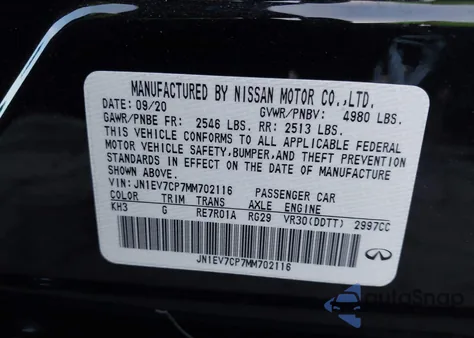 MANUFACTURED BY NISSAN MOTOR CO.,LTD.
DATE: 09/20 GVWR/PNBV: 4980 LBS.
GAWR/PNBE FR: 2546 LBS. RR: 2513 LBS.
THIS VEHICLE CONFORMS TO ALL APPLICABLE FEDERAL
MOTOR VEHICLE SAFETY,BUMPER,AND THEFT PREVENTION
STANDARDS IN EFFECT ON THE DATE OF MANUFACTURE
SHOWN ABOVE.
VIN: JN1EV7CP7MM702116 PASSENGER CAR
COLOR TRIM TRANS AXLE ENGINE
KH3 G RE7R01A RG29 VR30(DDTT) 2997CC
JN1EV7CP7MM702116
autoSnap